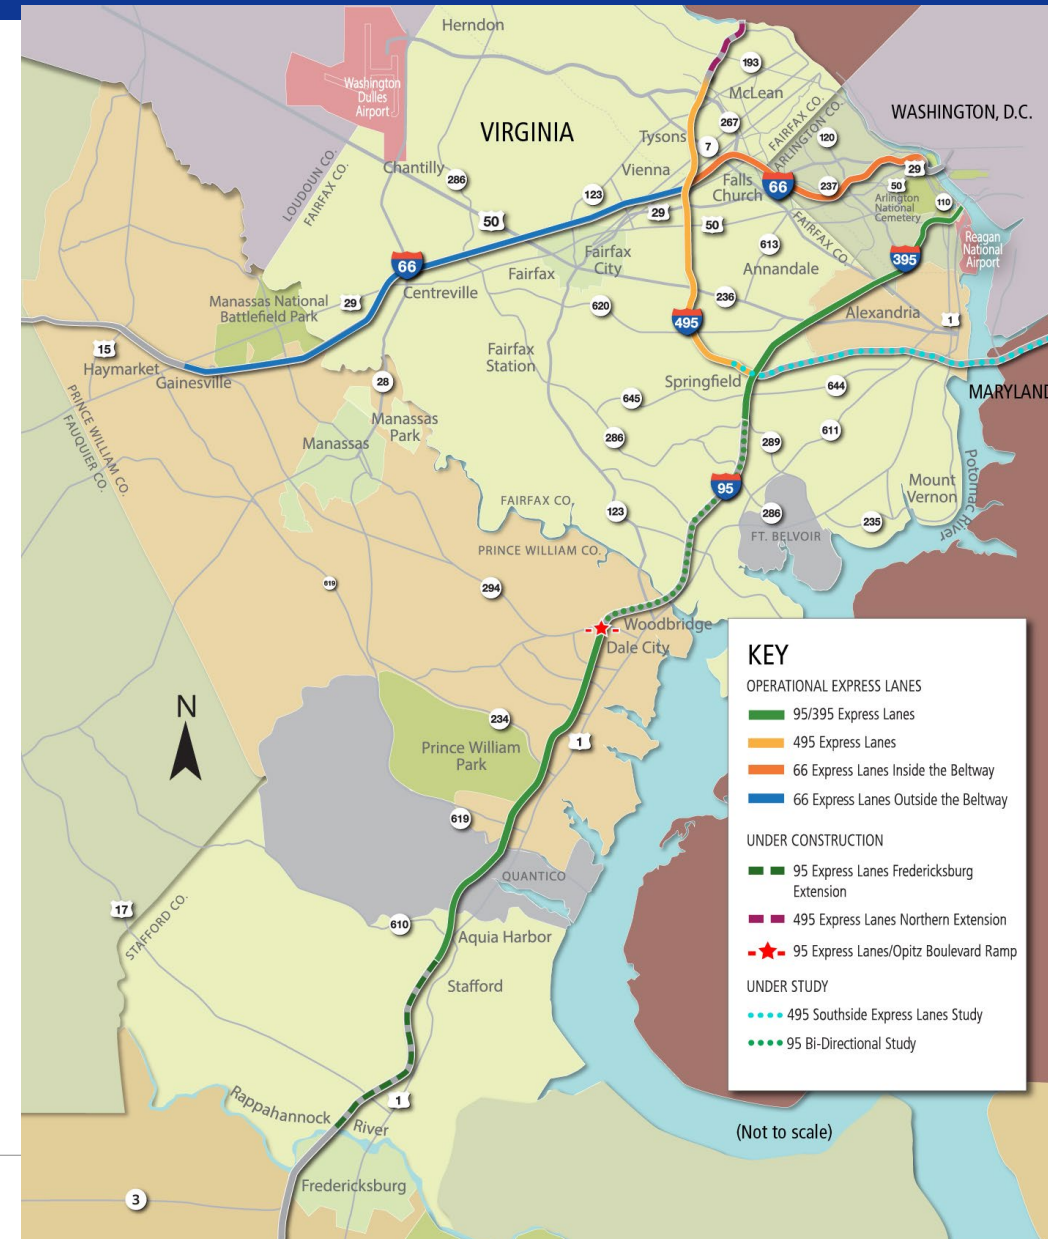 Herndon
193
Washington
Dulles
Airport
McLean
WASHINGTON, D.C.
267
FAIRFAX CO.
ARLINGTON CO.
VIRGINIA
Tysons
7
120
LOUDOUN CO.
FAIRFAX CO.
Chantilly
286
Vienna
123
Falls
Church
66
237
29
50
Arlington
National
Cemetery
110
50
29
50
FAIRFAX CO.
Reagan
National
Airport
613
Annandale
395
Fairfax
City
Fairfax
66
Centreville
Manassas National
Battlefield Park
29
620
236
Alexandria
1
495
15
Haymarket
Gainesville
Fairfax
Station
Springfield
28
645
644
MARYLAND
PRINCE WILLIAM CO.
FAUQUIER CO.
Manassas
Park
Manassas
286
289
611
95
Mount
Vernon
Potomac River
FAIRFAX CO.
123
286
235
FT. BELVOIR
PRINCE WILLIAM CO.
619
294
Woodbridge
Dale City
N
234
Prince William
Park
1
619
QUANTICO
17
STAFFORD CO.
610
Aquia Harbor
Stafford
1
Rappahannock
River
Fredericksburg
3
KEY
OPERATIONAL EXPRESS LANES
95/395 Express Lanes
495 Express Lanes
66 Express Lanes Inside the Beltway
66 Express Lanes Outside the Beltway
UNDER CONSTRUCTION
95 Express Lanes Fredericksburg
Extension
495 Express Lanes Northern Extension
95 Express Lanes/Opitz Boulevard Ramp
UNDER STUDY
495 Southside Express Lanes Study
95 Bi-Directional Study
(Not to scale)